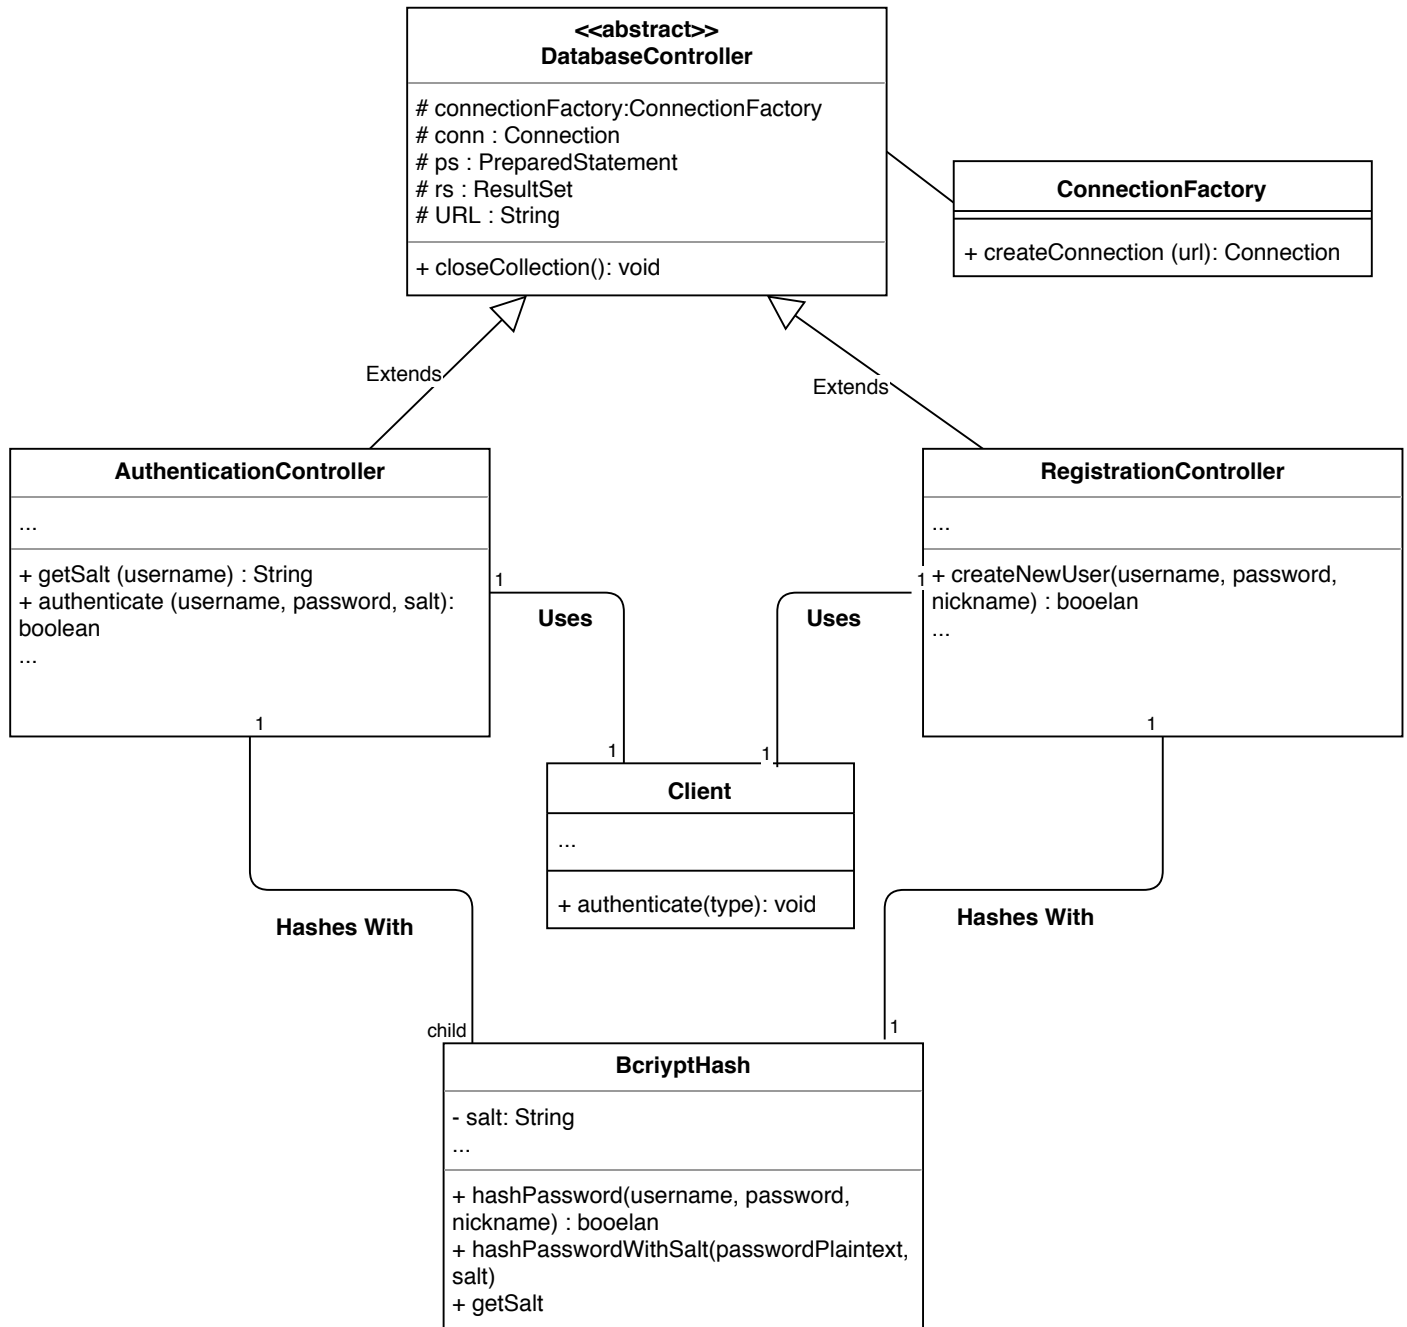 <<abstract>>
DatabaseController
# connectionFactory:ConnectionFactory
# conn : Connection
# ps : PreparedStatement
# rs : ResultSet
# URL : String
+ closeCollection(): void
ConnectionFactory
+ createConnection (url): Connection
Extends
Extends
AuthenticationController
...
+ getSalt (username) : String
+ authenticate (username, password, salt):
boolean
...
1
RegistrationController
...
+ createNewUser(username, password,
nickname) : booelan
...
1
1
Uses
1
Uses
1
1
Client
...
+ authenticate(type): void
Hashes With
Hashes With
child
1
BcriyptHash
- salt: String
...
+ hashPassword(username, password,
nickname) : booelan
+ hashPasswordWithSalt(passwordPlaintext,
salt)
+ getSalt